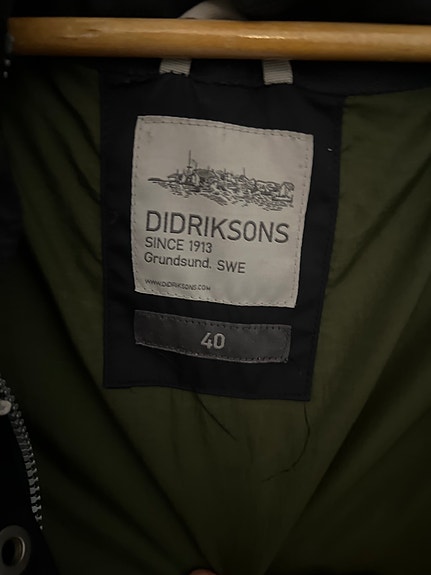 DIDRIKSONS
SINCE 1913
Grundsund, SWE
WWW.DIDRIKSONS.COM
40